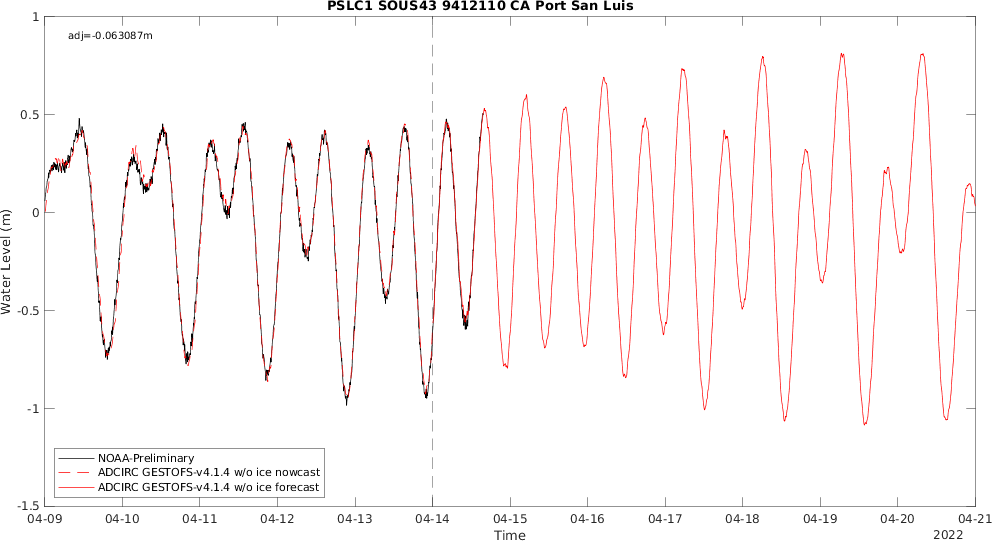 PSLC1 SOUS43 9412110 CA Port San Luis
adj=-0.063087m
1
0.5
0
-0.5
-1
-1.5
Water Level (m)
NOAA-Preliminary
ADCIRC GESTOFS-v4.1.4 w/o ice nowcast
ADCIRC GESTOFS-v4.1.4 w/o ice forecast
04-09 04-10 04-11 04-12 04-13 04-14 04-15 04-16 04-17 04-18 04-19 04-20 04-21
Time
2022